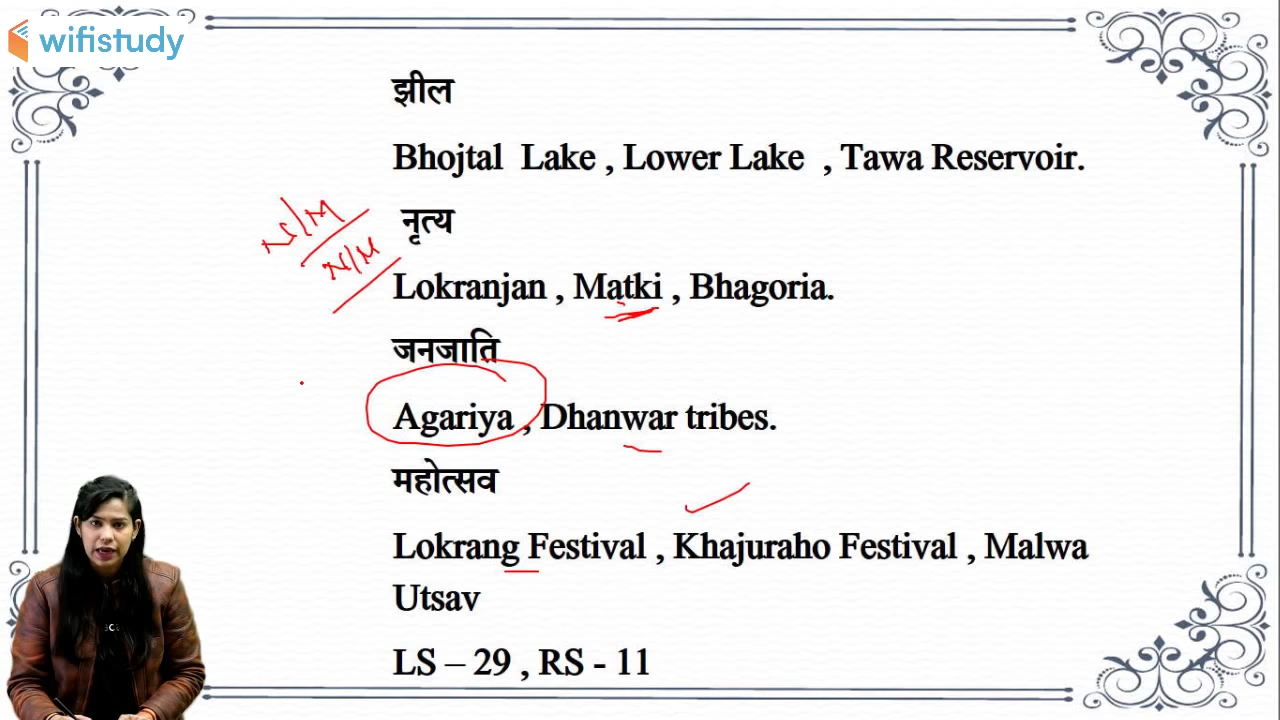 wifistudy
झील
Bhojtal Lake , Lower Lake , Tawa Reservoir.
नृत्य
N/M
N/M
Lokranjan , Matki , Bhagoria.
जनजाति
Agariya , Dhanwar tribes.
महोत्सव
Lokrang Festival , Khajuraho Festival , Malwa
Utsav
LS – 29 , RS - 11